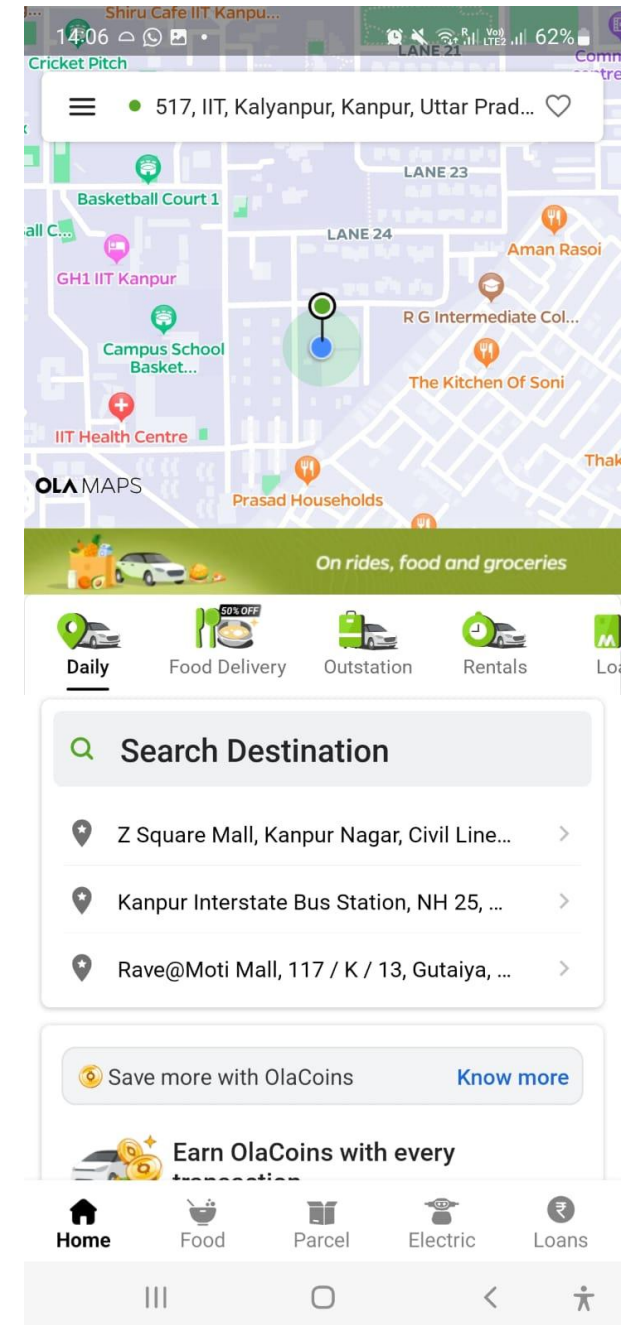 Shiru Cafe IIT Kanpu...
14:06
62%
LANE 21
Cricket Pitch
517, IIT, Kalyanpur, Kanpur, Uttar Prad...
LANE 23
Basketball Court 1
all C...
LANE 24
Aman Rasoi
GH1 IIT Kanpur
R G Intermediate Col...
Campus School
Basket...
The Kitchen Of Soni
IIT Health Centre
Thak
OLA MAPS
Prasad Households
On rides, food and groceries
50% OFF
Daily
Food Delivery
Outstation
Rentals
Loa
Search Destination
Z Square Mall, Kanpur Nagar, Civil Line...
Kanpur Interstate Bus Station, NH 25, ...
Rave@Moti Mall, 117 / K / 13, Gutaiya, ...
Save more with OlaCoins
Know more
Earn OlaCoins with every
Home
Food
Parcel
Electric
Loans